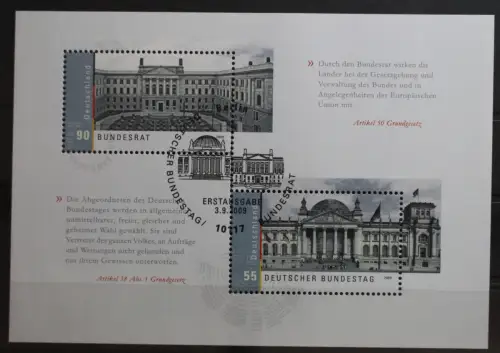 Deutschland
90
BUNDESRAT
» Durch den Bundesrat wirken die
Länder bei der Gesetzgebung und
Verwaltung des Bundes und in
Angelegenheiten der Europäischen
Union mit.
Artikel 50 Grundgesetz
DEUTSCHER BUNDESTAG/
BUNDESRAT
ERSTAUSGABE
3.9.2009
10117
BERLIN
» Die Abgeordneten des Deutschen
Bundestages werden in allgemeiner,
unmittelbarer, freier, gleicher und
geheimer Wahl gewählt. Sie sind
Vertreter des ganzen Volkes, an Aufträge
und Weisungen nicht gebunden und
nur ihrem Gewissen unterworfen.
Artikel 38 Abs. 1 Grundgesetz
Deutschland
55
DEUTSCHER BUNDESTAG